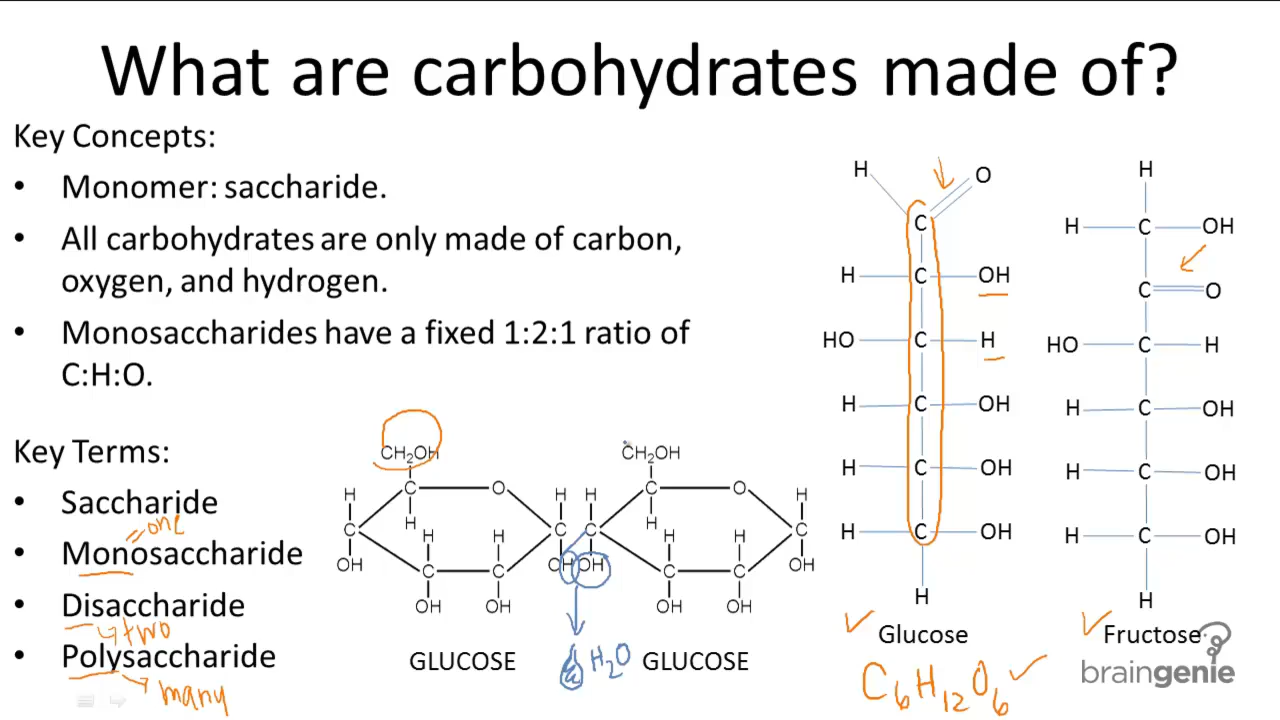 What are carbohydrates made of?
Key Concepts:
• Monomer: saccharide.
• All carbohydrates are only made of carbon,
oxygen, and hydrogen.
• Monosaccharides have a fixed 1:2:1 ratio of
C:H:O.
Key Terms:
• Saccharide
= one
• Monosaccharide
• Disaccharide
two
• Polysaccharide
many
CH₂OH CH₂OH
H C O H H C O H
H H
C H H C C H H C
OH OH OH OH
C C C C
OH OH OH OH
H₂O
GLUCOSE GLUCOSE
H O
C
H C OH
HO C H
H C OH
H C OH
H C OH
H
Glucose
C₆H₁₂O₆
H
H C OH
C O
HO C H
H C OH
H C OH
H C OH
H
Fructose
braingenie